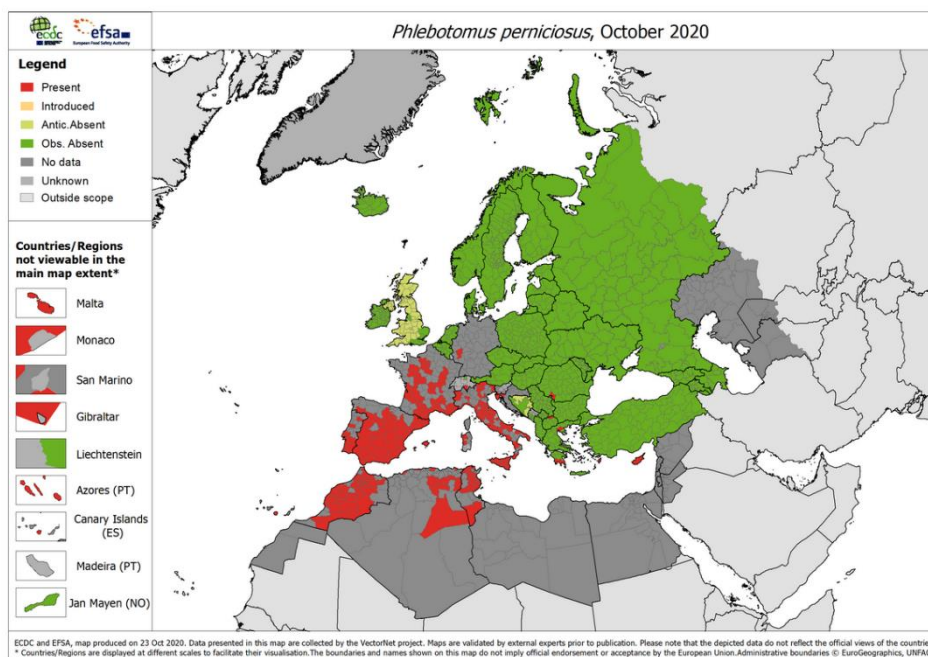 ecdc
efsa
European Food Safety Authority
Phlebotomus perniciosus, October 2020
Legend
Present
Introduced
Antic.Absent
Obs. Absent
No data
Unknown
Outside scope
Countries/Regions
not viewable in the
main map extent*
Malta
Monaco
San Marino
Gibraltar
Liechtenstein
Azores (PT)
Canary Islands
(ES)
Madeira (PT)
Jan Mayen (NO)
ECDC and EFSA, map produced on 23 Oct 2020. Data presented in this map are collected by the VectorNet project. Maps are validated by external experts prior to publication. Please note that the depicted data do not reflect the official views of the countrie
* Countries/Regions are displayed at different scales to facilitate their visualisation.The boundaries and names shown on this map do not imply official endorsement or acceptance by the European Union.Administrative boundaries © EuroGeographics, UNFAO